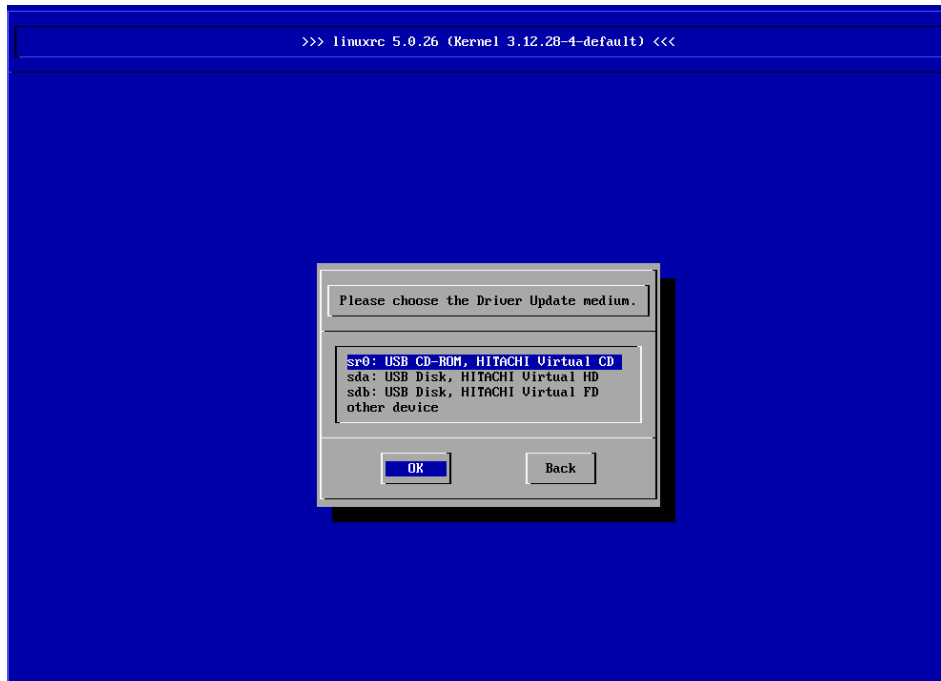 >>> linuxrc 5.0.26 (Kernel 3.12.28-4-default) <<<
Please choose the Driver Update medium.
sr0: USB CD-ROM, HITACHI Virtual CD
sda: USB Disk, HITACHI Virtual HD
sdb: USB Disk, HITACHI Virtual FD
other device
OK Back